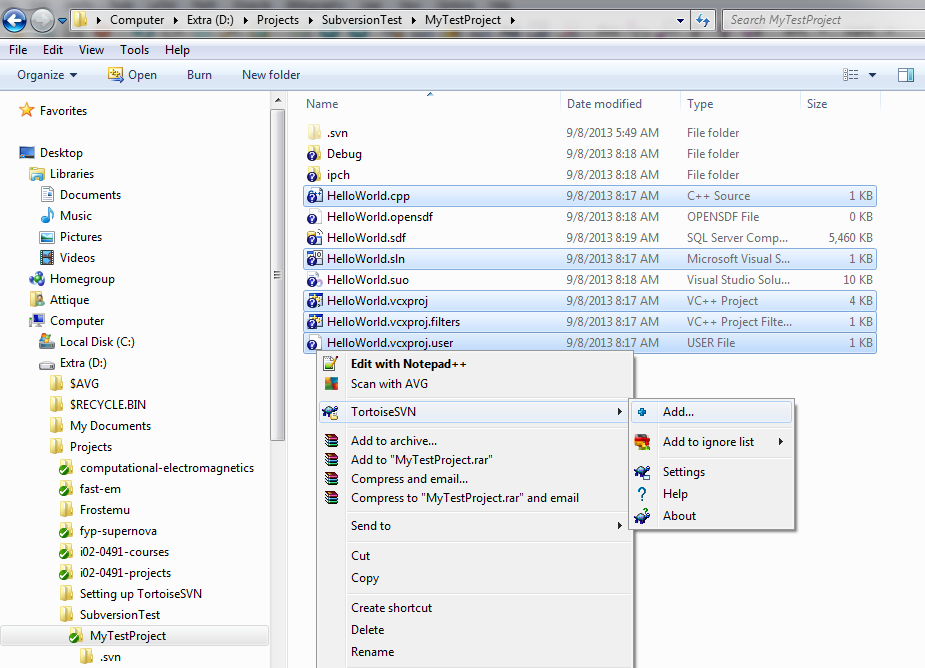 Computer Extra (D:) Projects SubversionTest MyTestProject Search MyTestProject
File Edit View Tools Help
Organize Open Burn New folder
Favorites
Desktop
Libraries
Documents
Music
Pictures
Videos
Homegroup
Attique
Computer
Local Disk (C:)
Extra (D:)
$AVG
$RECYCLE.BIN
My Documents
Projects
computational-electromagnetics
fast-em
Frostemu
fyp-supernova
i02-0491-courses
i02-0491-projects
Setting up TortoiseSVN
SubversionTest
MyTestProject
.svn
Name Date modified Type Size
.svn 9/8/2013 5:49 AM File folder
Debug 9/8/2013 8:18 AM File folder
ipch 9/8/2013 8:18 AM File folder
HelloWorld.cpp 9/8/2013 8:17 AM C++ Source 1 KB
HelloWorld.opensdf 9/8/2013 8:18 AM OPENSDF File 0 KB
HelloWorld.sdf 9/8/2013 8:19 AM SQL Server Comp... 5,460 KB
HelloWorld.sln 9/8/2013 8:17 AM Microsoft Visual S... 1 KB
HelloWorld.suo 9/8/2013 8:18 AM Visual Studio Solu... 10 KB
HelloWorld.vcxproj 9/8/2013 8:17 AM VC++ Project 4 KB
HelloWorld.vcxproj.filters 9/8/2013 8:17 AM VC++ Project Filte... 1 KB
HelloWorld.vcxproj.user 9/8/2013 8:17 AM USER File 1 KB
Edit with Notepad++
Scan with AVG
TortoiseSVN
Add to archive...
Add to "MyTestProject.rar"
Compress and email...
Compress to "MyTestProject.rar" and email
Send to
Cut
Copy
Create shortcut
Delete
Rename
Add...
Add to ignore list
Settings
Help
About